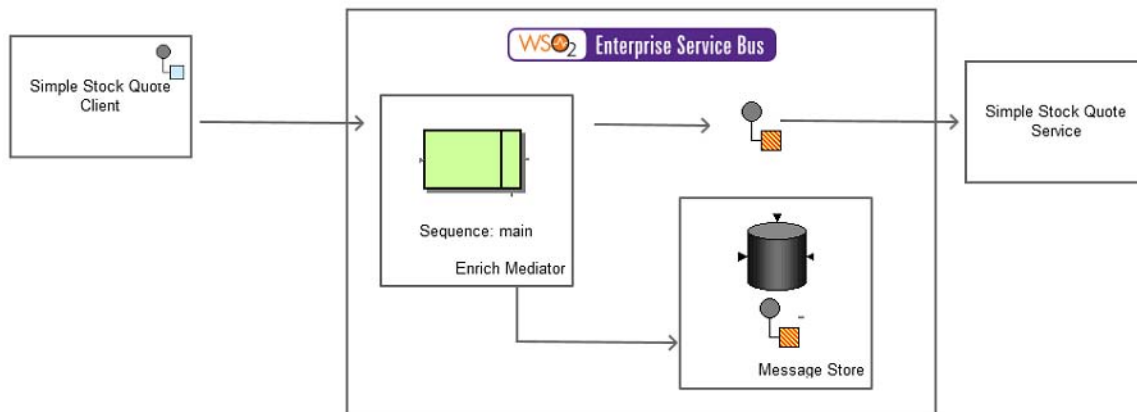 WSO2 Enterprise Service Bus
Simple Stock Quote
Client
Simple Stock Quote
Service
Sequence: main
Enrich Mediator
Message Store